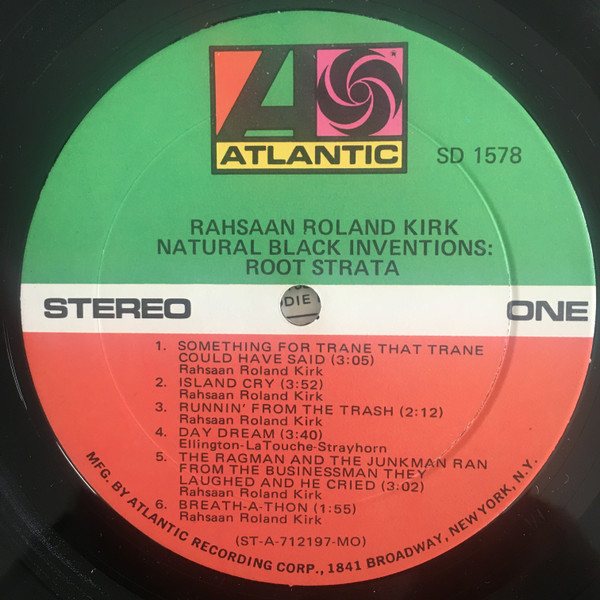 ATLANTIC
SD 1578
RAHSAAN ROLAND KIRK
NATURAL BLACK INVENTIONS:
ROOT STRATA
STEREO
DIE
ONE
1. SOMETHING FOR TRANE THAT TRANE
COULD HAVE SAID (3:05)
Rahsaan Roland Kirk
2. ISLAND CRY (3:52)
Rahsaan Roland Kirk
3. RUNNIN' FROM THE TRASH (2:12)
Rahsaan Roland Kirk
4. DAY DREAM (3:40)
Ellington-LaTouche-Strayhorn
5. THE RAGMAN AND THE JUNKMAN RAN
FROM THE BUSINESSMAN THEY
LAUGHED AND HE CRIED (3:02)
Rahsaan Roland Kirk
6. BREATH-A-THON (1:55)
Rahsaan Roland Kirk
(ST-A-712197-MO)
MFG. BY ATLANTIC RECORDING CORP., 1841 BROADWAY, NEW YORK, N.Y.